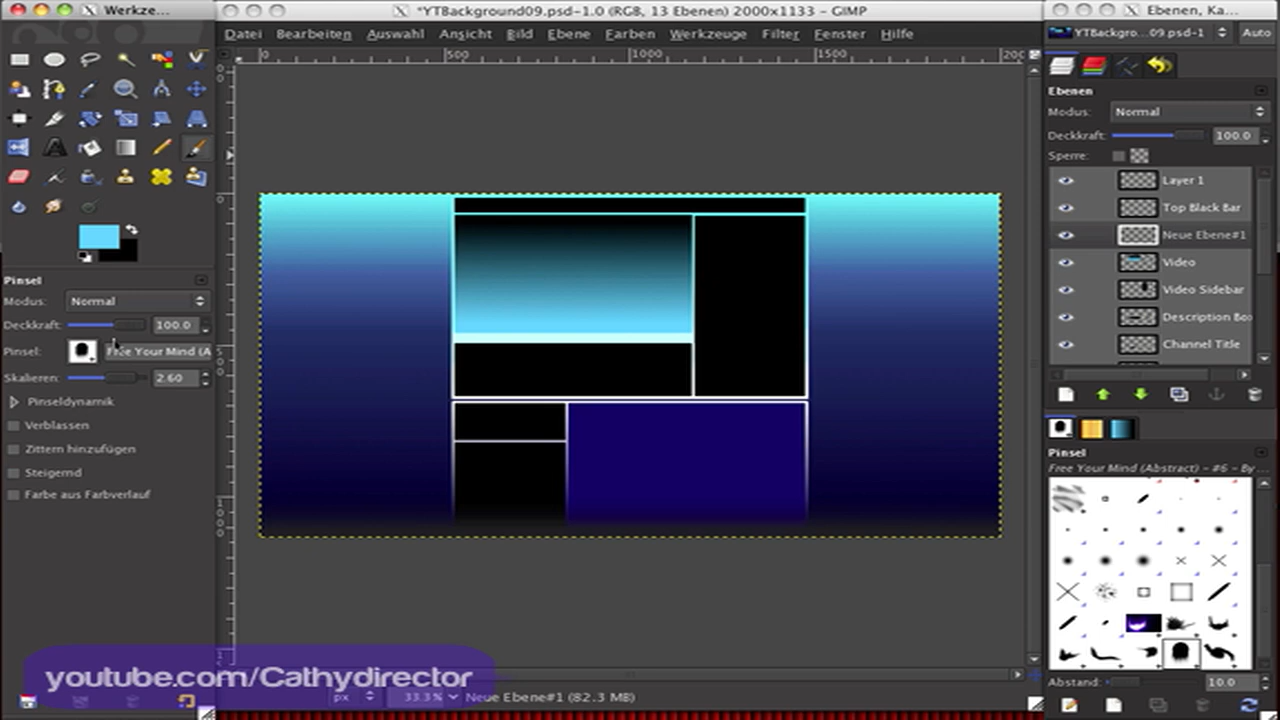 Werkze...
*YTBackground09.psd-1.0 (RGB, 13 Ebenen) 2000x1133 – GIMP
Ebenen, Ka...
Datei Bearbeiten Auswahl Ansicht Bild Ebene Farben Werkzeuge Filter Fenster Hilfe
YTBackgro...09.psd-1
Auto
0 500 1000 1500 200
Ebenen
Modus: Normal
Deckkraft: 100.0
Sperre:
Layer 1
Top Black Bar
Neue Ebene#1
Video
Video Sidebar
Description Bo
Channel Title
Pinsel
Modus: Normal
Deckkraft: 100.0
Pinsel: Free Your Mind (A
Skalieren: 2.60
Pinseldynamik
Verblassen
Zittern hinzufügen
Steigernd
Farbe aus Farbverlauf
Pinsel
Free Your Mind (Abstract) – #6 – By ...
Abstand: 10.0
youtube.com/Cathydirector
px 33.3% Neue Ebene#1 (82.3 MB)